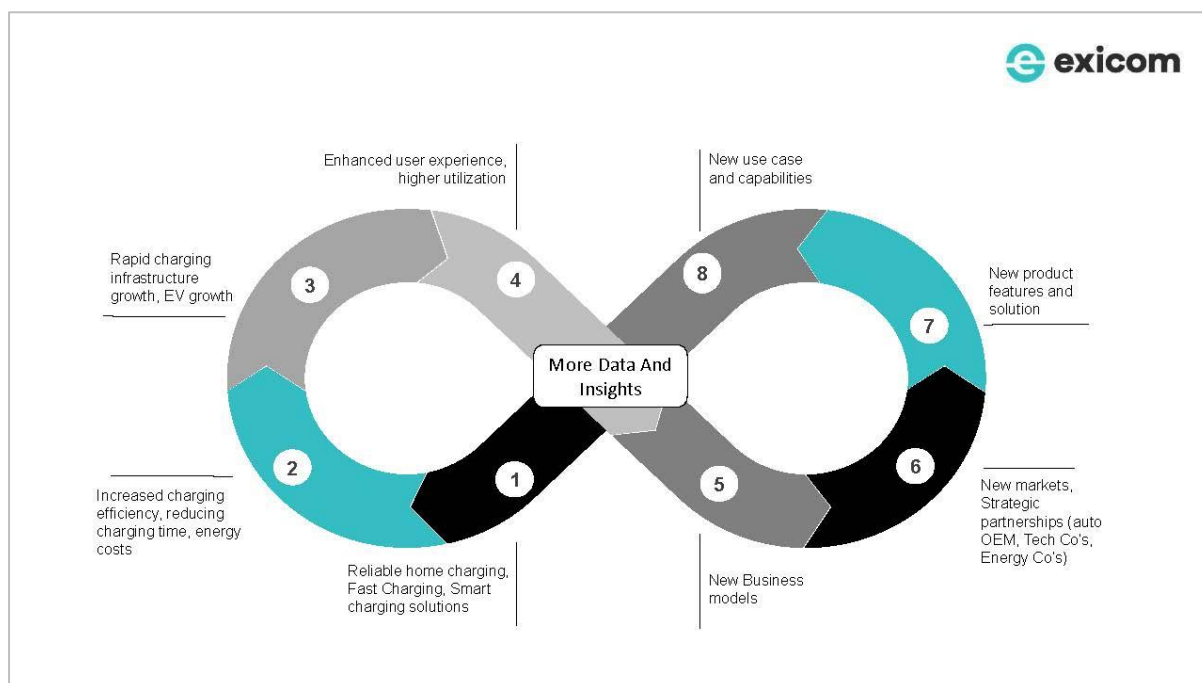 exicom
Enhanced user experience,
higher utilization
New use case
and capabilities
Rapid charging
infrastructure
growth, EV growth
3
4
8
New product
features and
solution
7
More Data And
Insights
2
1
5
6
Increased charging
efficiency, reducing
charging time, energy
costs
Reliable home charging,
Fast Charging, Smart
charging solutions
New Business
models
New markets,
Strategic
partnerships (auto
OEM, Tech Co's,
Energy Co's)